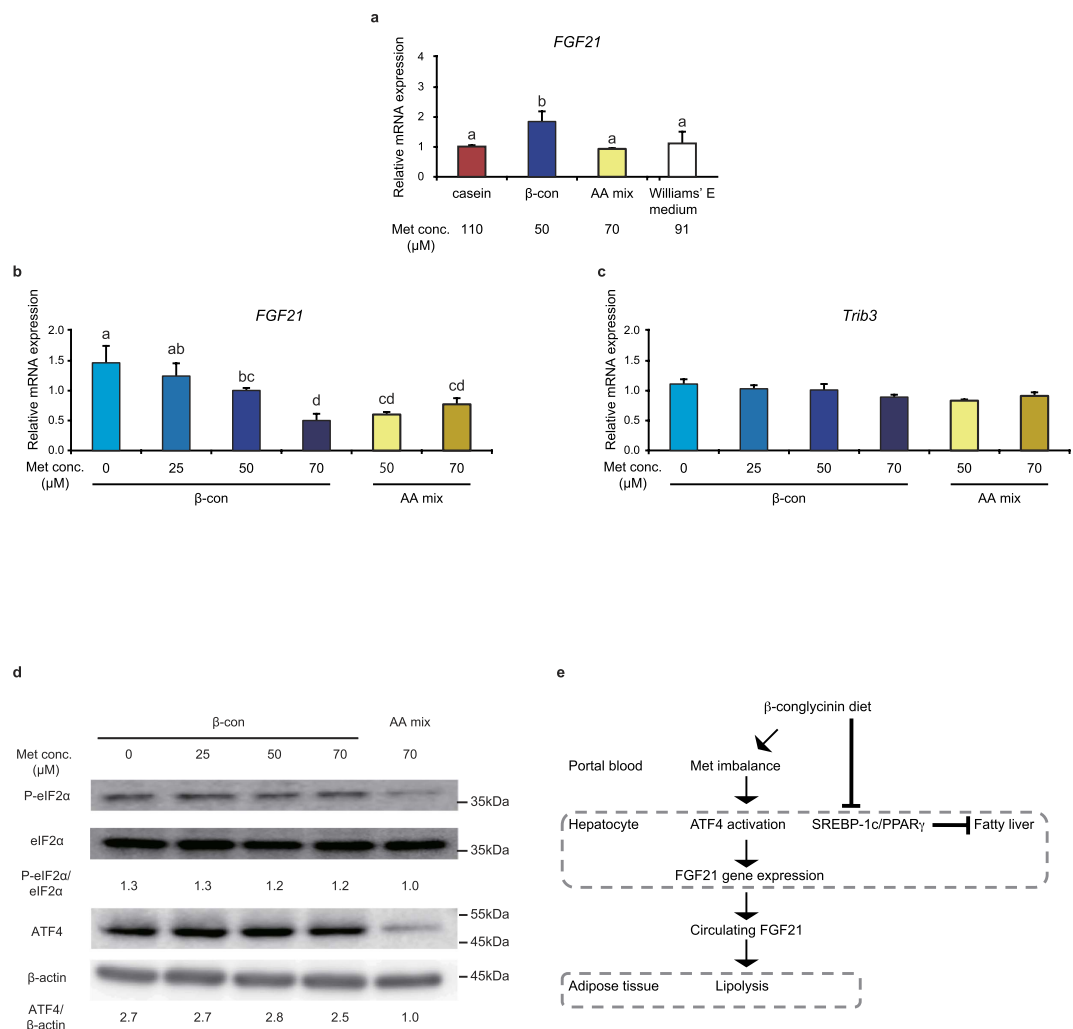 a
FGF21
Relative mRNA expression
4
3
2
1
0
a
b
a
a
casein
β-con
AA mix
Williams’ E
medium
Met conc.
(μM)
110
50
70
91
b
FGF21
Relative mRNA expression
2.0
1.5
1.0
0.5
0.0
a
ab
bc
d
cd
cd
Met conc.
(μM)
0
25
50
70
50
70
β-con
AA mix
c
Trib3
Relative mRNA expression
2.0
1.5
1.0
0.5
0.0
Met conc.
(μM)
0
25
50
70
50
70
β-con
AA mix
d
β-con
AA mix
Met conc.
(μM)
0
25
50
70
70
P-eIF2α
35kDa
eIF2α
35kDa
P-eIF2α/
eIF2α
1.3
1.3
1.2
1.2
1.0
ATF4
55kDa
45kDa
β-actin
45kDa
ATF4/
β-actin
2.7
2.7
2.8
2.5
1.0
e
β-conglycinin diet
Portal blood
Met imbalance
Hepatocyte
ATF4 activation
SREBP-1c/PPARγ
Fatty liver
FGF21 gene expression
Circulating FGF21
Adipose tissue
Lipolysis